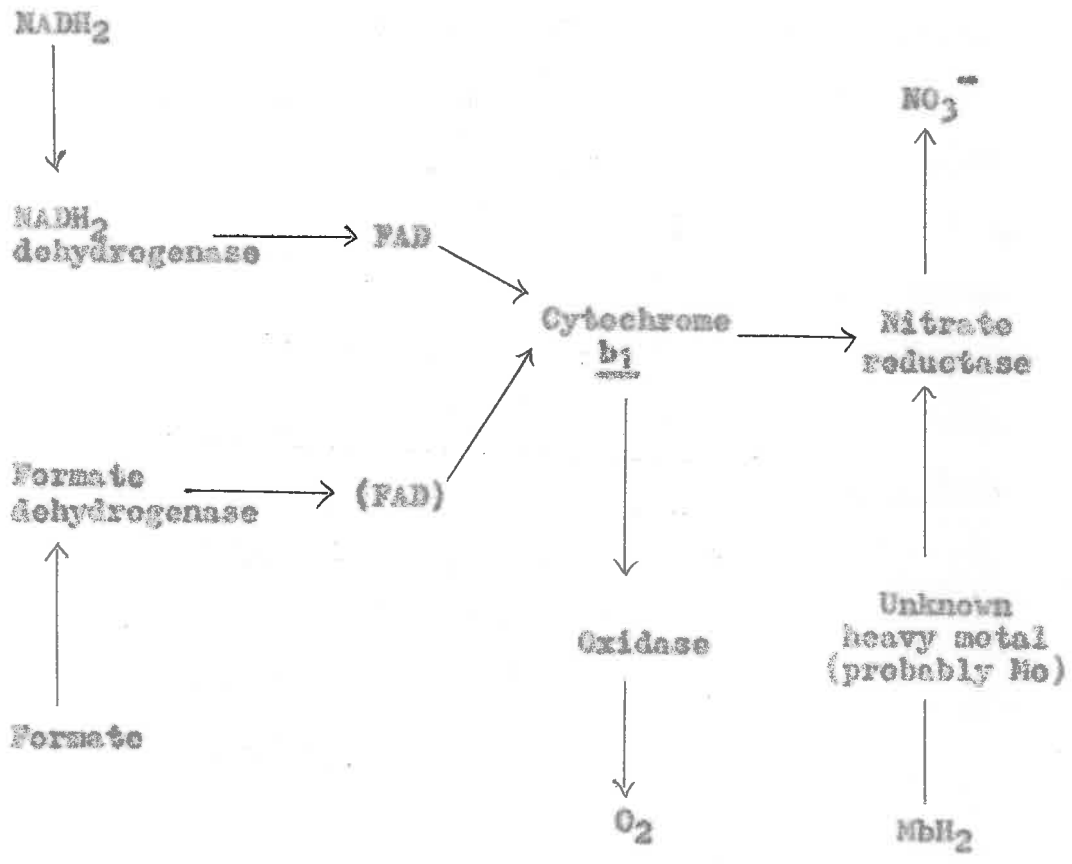 NADH2
NO3-
NADH2
dehydrogenase
FAD
Cytochrome
b1
Nitrate
reductase
Formate
dehydrogenase
(FAD)
Unknown
heavy metal
(probably Mo)
Oxidase
Formate
O2
MbH2